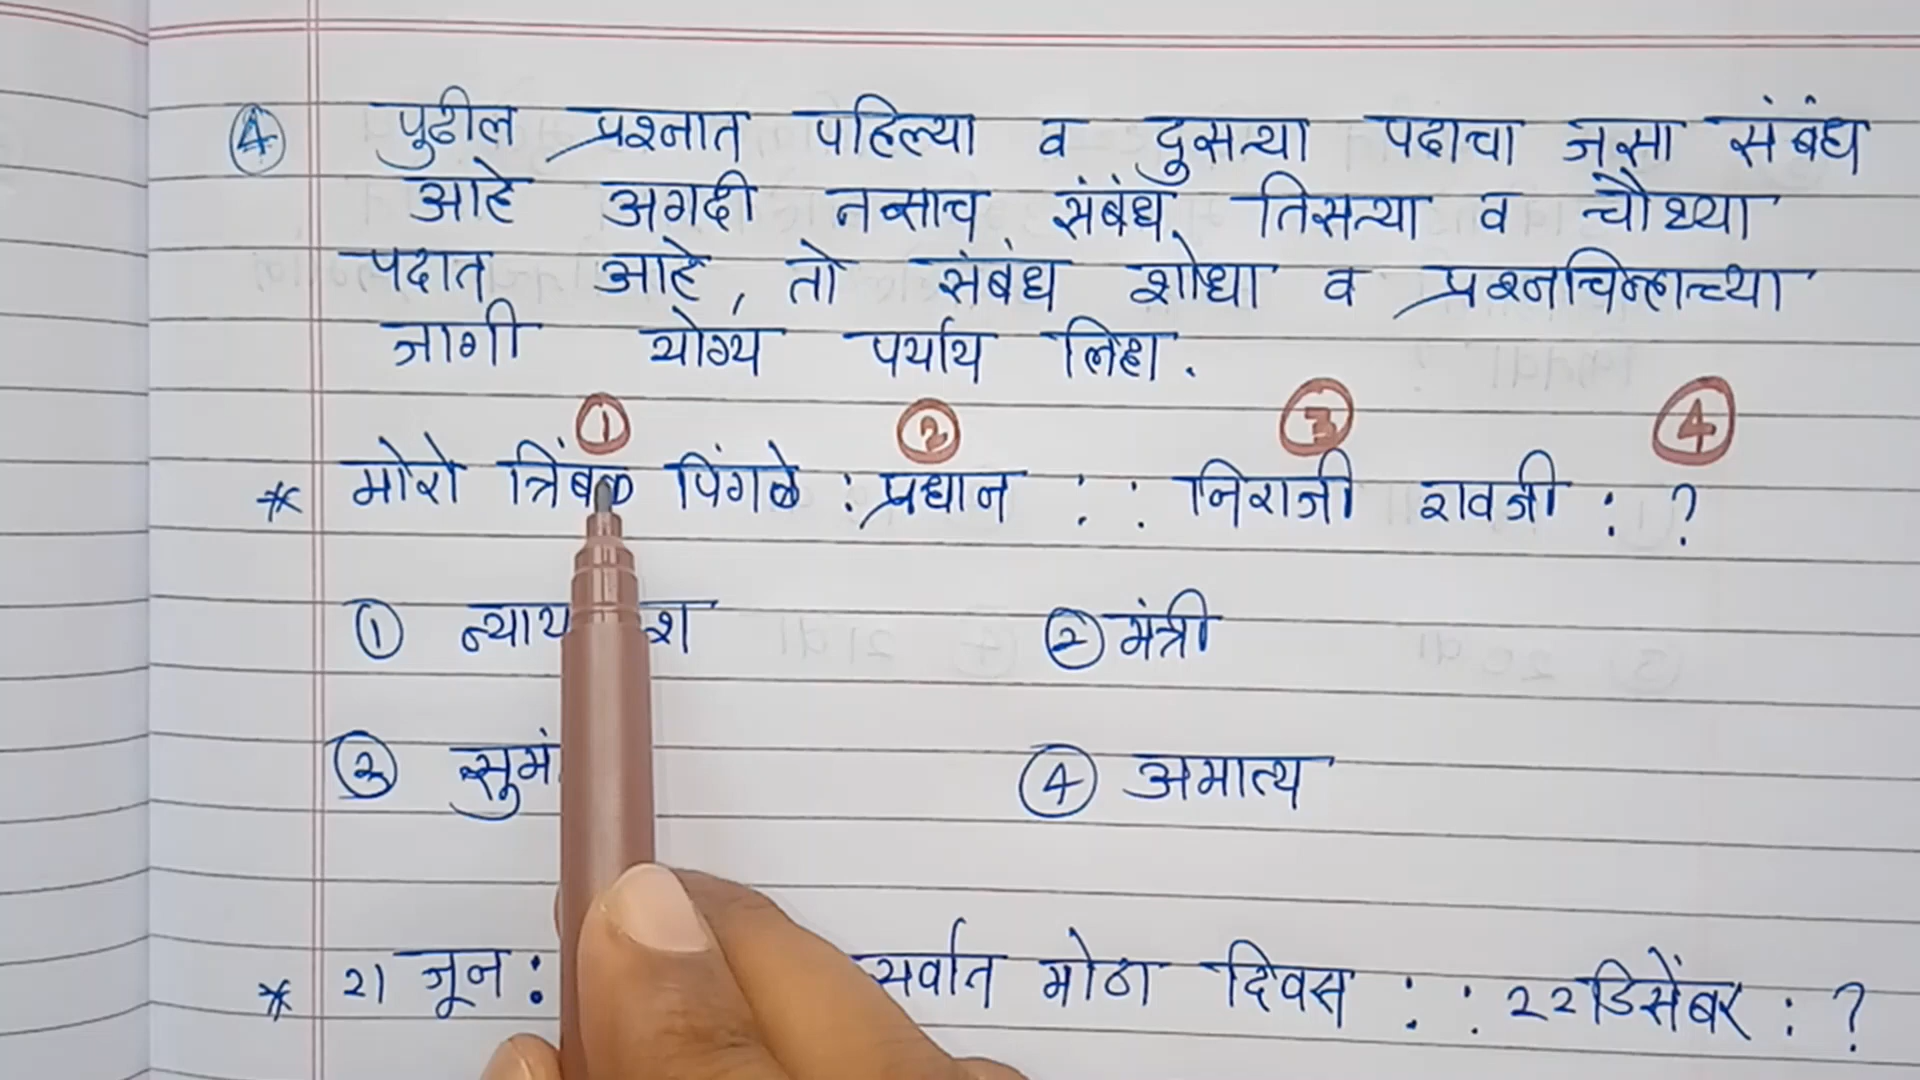 ④ पुढील प्रश्नात पहिल्या व दुसऱ्या पदाचा जसा संबंध
आहे अगदी तसाच संबंध तिसऱ्या व चौथ्या
पदात आहे, तो संबंध शोधा व प्रश्नचिन्हाच्या
जागी योग्य पर्याय लिहा.
① ② ③ ④
* मोरो त्रिंबक पिंगळे : प्रधान : : निराजी रावजी : ?
① ② मंत्री
③ ④ अमात्य
* २१ जून : सर्वात मोठा दिवस : : २२ डिसेंबर : ?